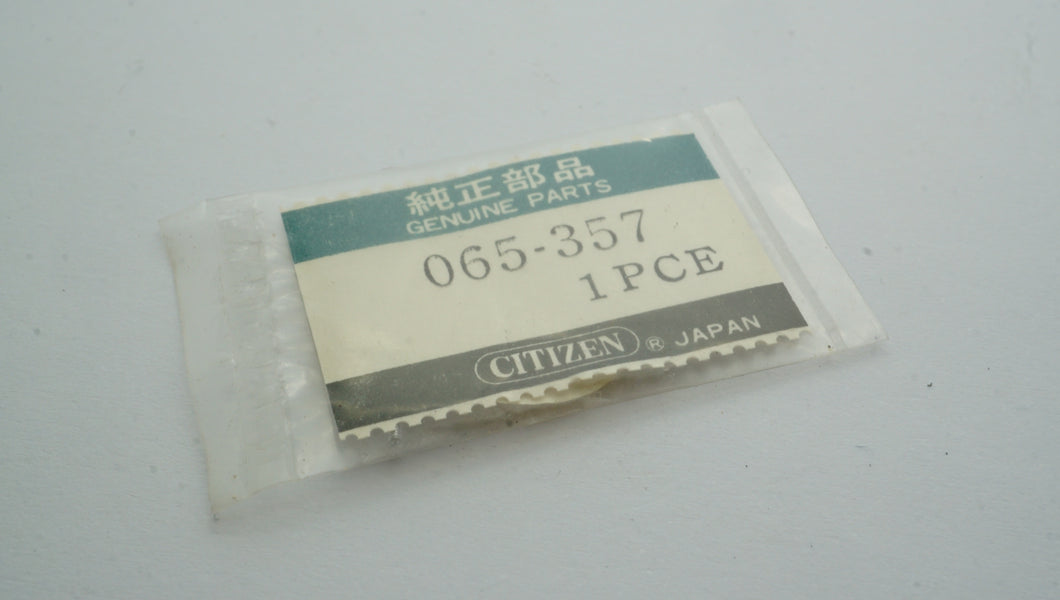 純正部品
GENUINE PARTS
065-357
1PCE
CITIZEN ® JAPAN